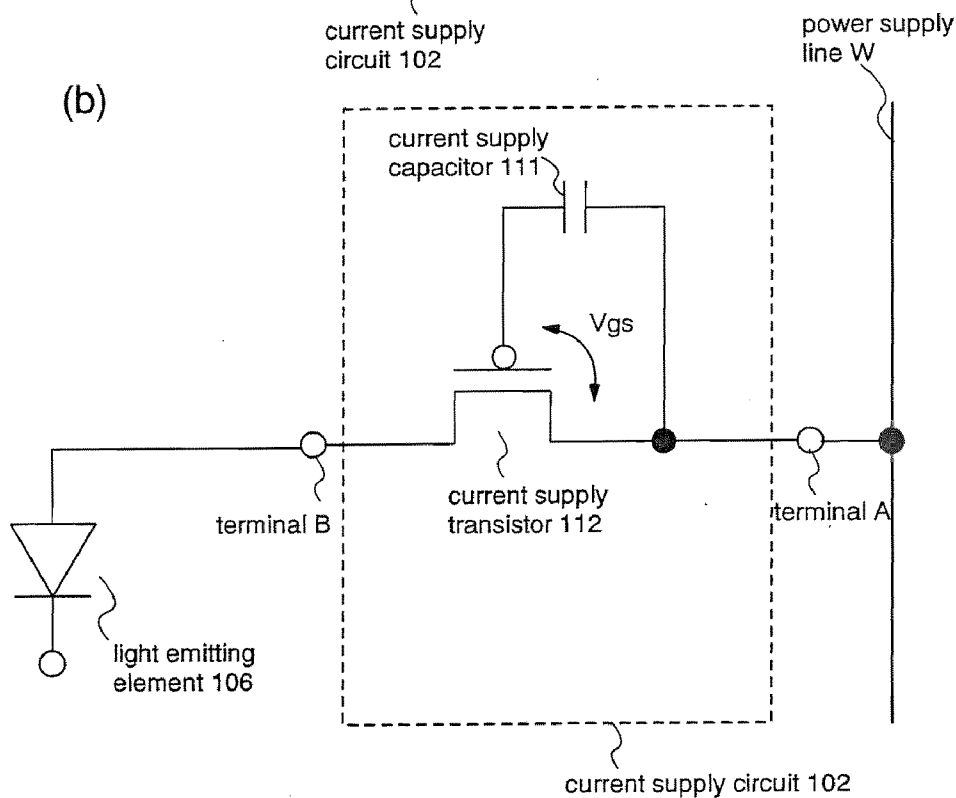 current supply
circuit 102
power supply
line W
(b)
current supply
capacitor 111
Vgs
terminal B
current supply
transistor 112
terminal A
light emitting
element 106
current supply circuit 102